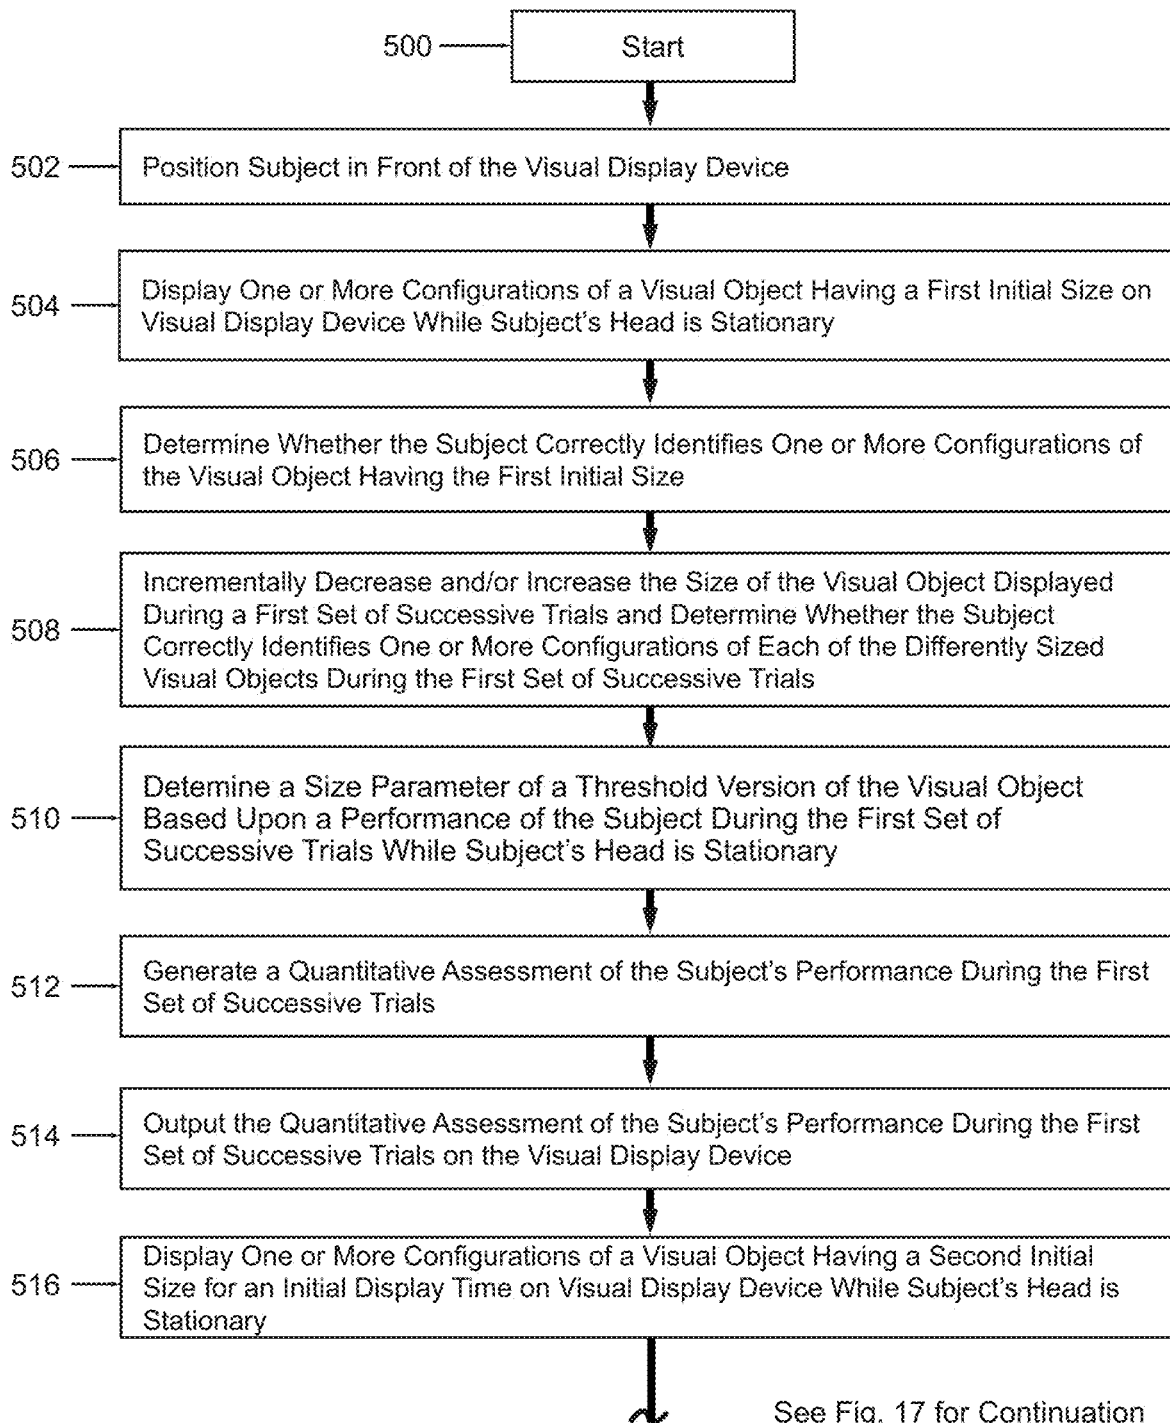 500
Start
502
Position Subject in Front of the Visual Display Device
504
Display One or More Configurations of a Visual Object Having a First Initial Size on
Visual Display Device While Subject's Head is Stationary
506
Determine Whether the Subject Correctly Identifies One or More Configurations of
the Visual Object Having the First Initial Size
508
Incrementally Decrease and/or Increase the Size of the Visual Object Displayed
During a First Set of Successive Trials and Determine Whether the Subject
Correctly Identifies One or More Configurations of Each of the Differently Sized
Visual Objects During the First Set of Successive Trials
510
Detemine a Size Parameter of a Threshold Version of the Visual Object
Based Upon a Performance of the Subject During the First Set of
Successive Trials While Subject's Head is Stationary
512
Generate a Quantitative Assessment of the Subject's Performance During the First
Set of Successive Trials
514
Output the Quantitative Assessment of the Subject's Performance During the First
Set of Successive Trials on the Visual Display Device
516
Display One or More Configurations of a Visual Object Having a Second Initial
Size for an Initial Display Time on Visual Display Device While Subject's Head is
Stationary
See Fig. 17 for Continuation